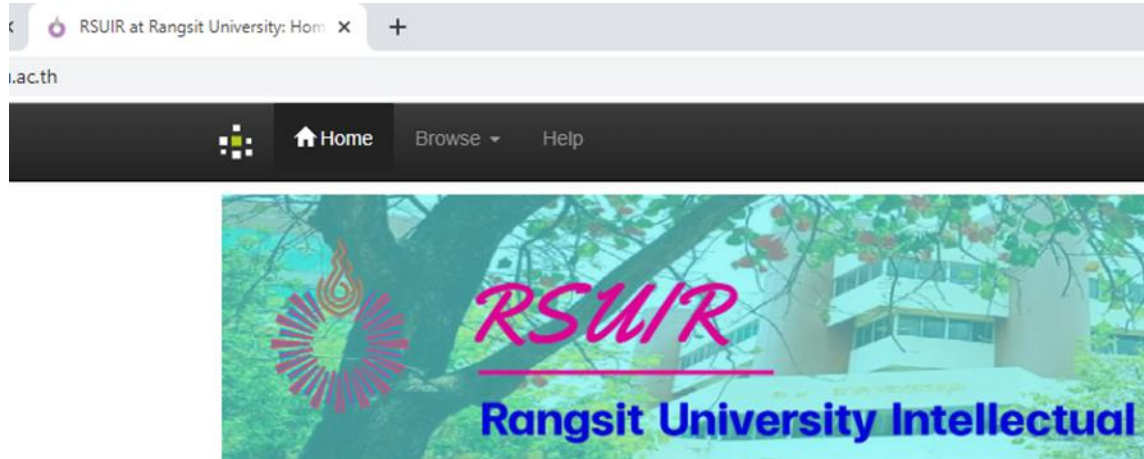 RSUIR at Rangsit University: Hom
.ac.th
Home Browse Help
RSUIR
Rangsit University Intellectual